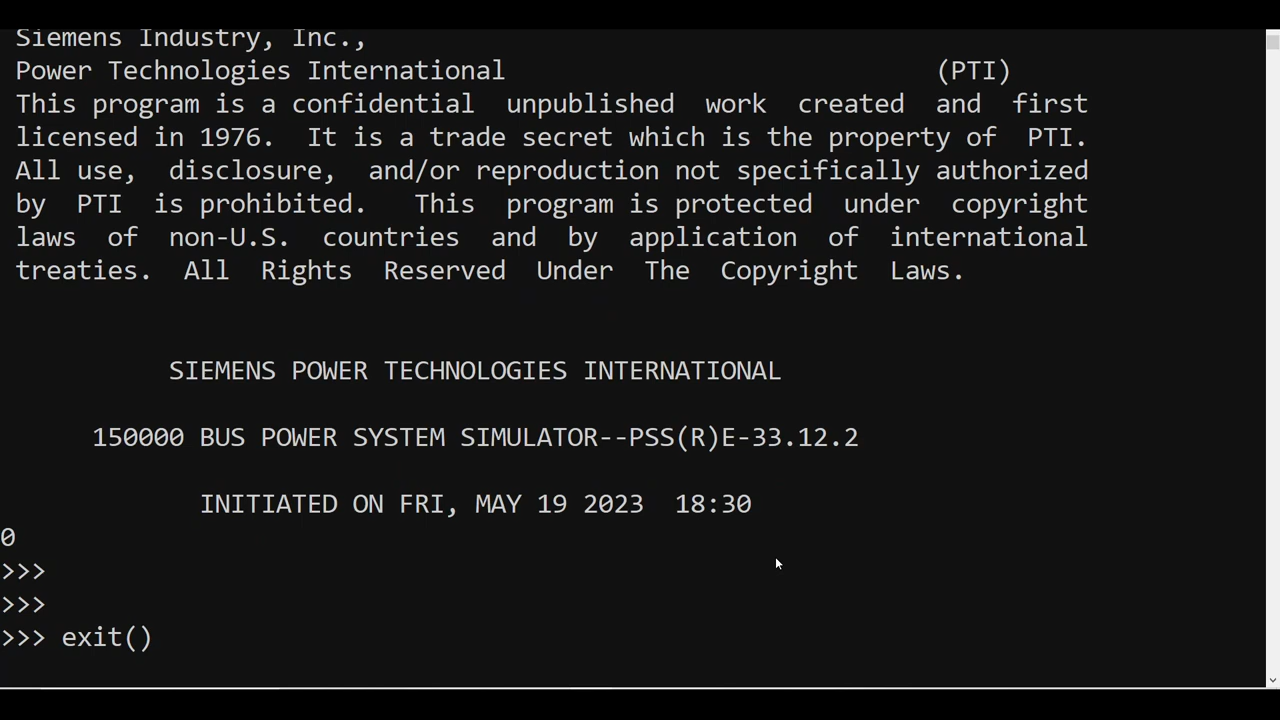 Siemens Industry, Inc.,
Power Technologies International (PTI)
This program is a confidential unpublished work created and first
licensed in 1976. It is a trade secret which is the property of PTI.
All use, disclosure, and/or reproduction not specifically authorized
by PTI is prohibited. This program is protected under copyright
laws of non-U.S. countries and by application of international
treaties. All Rights Reserved Under The Copyright Laws.
SIEMENS POWER TECHNOLOGIES INTERNATIONAL
150000 BUS POWER SYSTEM SIMULATOR--PSS(R)E-33.12.2
INITIATED ON FRI, MAY 19 2023 18:30
0
>>>
>>>
>>> exit()